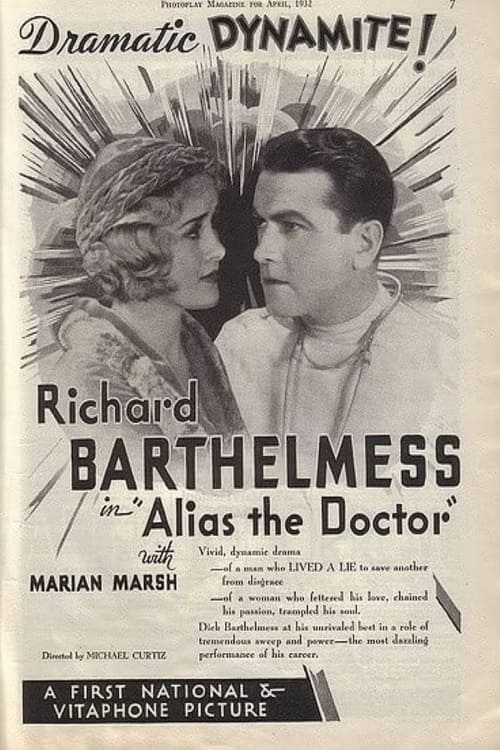 PHOTOPLAY MAGAZINE FOR APRIL, 1932 7
Dramatic DYNAMITE!
Richard
BARTHELMESS
in "Alias the Doctor"
with
MARIAN MARSH
Vivid, dynamic drama
—of a man who LIVED A LIE to save another
from disgrace
—of a woman who fettered his love, chained
his passion, trampled his soul.
Dick Barthelmess at his unrivaled best in a role of
tremendous sweep and power—the most dazzling
performance of his career.
Directed by MICHAEL CURTIZ
A FIRST NATIONAL &
VITAPHONE PICTURE